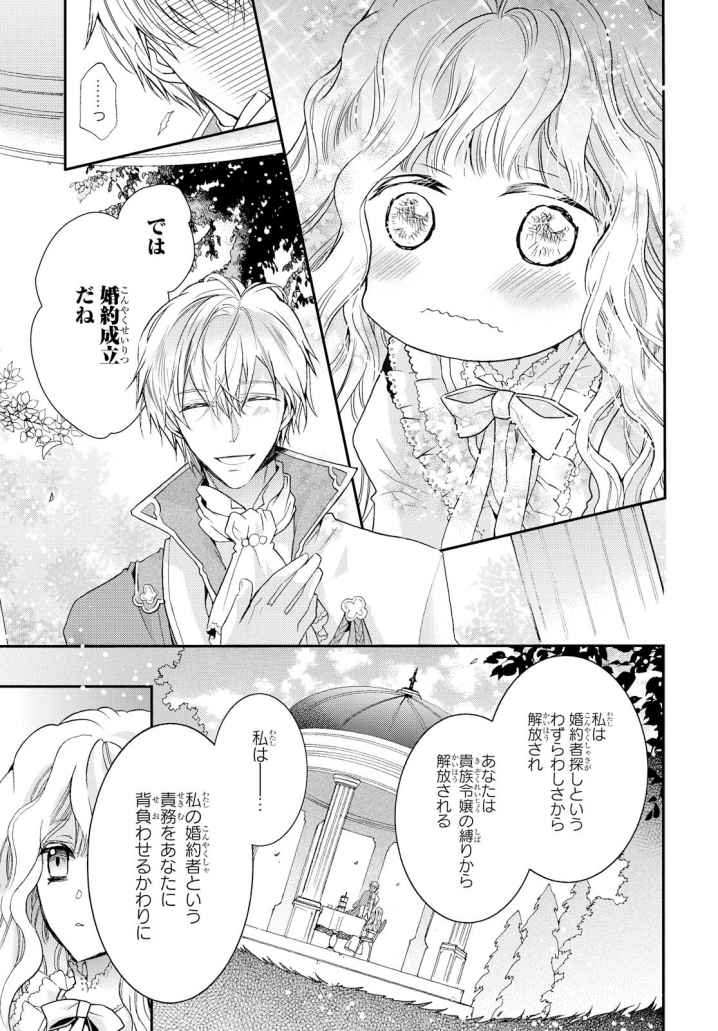 ……っ
では
婚約成立
だね
私は
婚約者探しという
わずらわしさから
解放され
あなたは
貴族令嬢の縛りから
解放される
私は――…
私の婚約者という
責務をあなたに
背負わせるかわりに